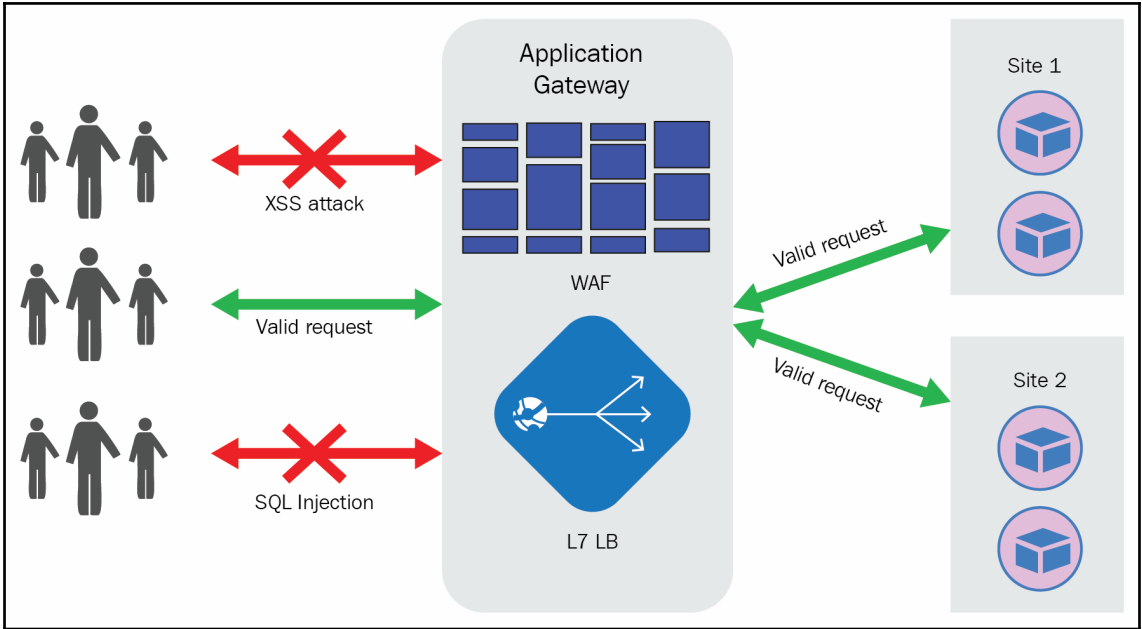 Application
Gateway
XSS attack
Valid request
SQL Injection
WAF
L7 LB
Valid request
Valid request
Site 1
Site 2